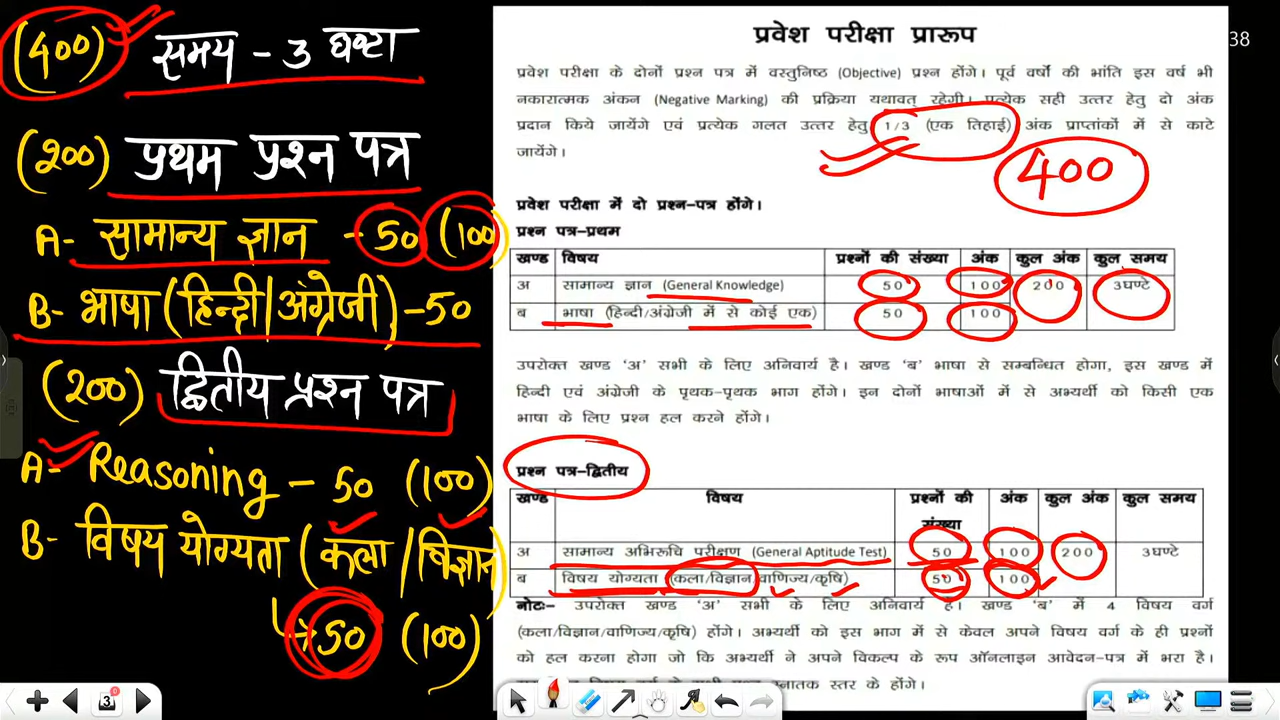 (400) समय - 3 घण्टा
(200) प्रथम प्रश्न पत्र
A- सामान्य ज्ञान - 50 (100)
B- भाषा (हिन्दी/अंग्रेजी) - 50
(200) द्वितीय प्रश्न पत्र
A- Reasoning - 50 (100)
B- विषय योग्यता (कला/विज्ञान
50 (100)
38
प्रवेश परीक्षा प्रारूप
प्रवेश परीक्षा के दोनों प्रश्न पत्र में वस्तुनिष्ठ (Objective) प्रश्न होंगे। पूर्व वर्षों की भांति इस वर्ष भी
नकारात्मक अंकन (Negative Marking) की प्रक्रिया यथावत् रहेगी। प्रत्येक सही उत्तर हेतु दो अंक
प्रदान किये जायेंगे एवं प्रत्येक गलत उत्तर हेतु 1/3 (एक तिहाई) अंक प्राप्तांकों में से काटे
जायेंगे।
400
प्रवेश परीक्षा में दो प्रश्न-पत्र होंगे।
प्रश्न पत्र-प्रथम
खण्ड विषय प्रश्नों की संख्या अंक कुल अंक कुल समय
अ सामान्य ज्ञान (General Knowledge) 50 100 200 3घण्टे
ब भाषा (हिन्दी/अंग्रेजी में से कोई एक) 50 100
उपरोक्त खण्ड 'अ' सभी के लिए अनिवार्य है। खण्ड 'ब' भाषा से सम्बन्धित होगा, इस खण्ड में
हिन्दी एवं अंग्रेजी के पृथक-पृथक भाग होंगे। इन दोनों भाषाओं में से अभ्यर्थी को किसी एक
भाषा के लिए प्रश्न हल करने होंगे।
प्रश्न पत्र-द्वितीय
खण्ड विषय प्रश्नों की संख्या अंक कुल अंक कुल समय
अ सामान्य अभिरूचि परीक्षण (General Aptitude Test) 50 100 200 3घण्टे
ब विषय योग्यता (कला/विज्ञान/वाणिज्य/कृषि) 50 100
नोटः- उपरोक्त खण्ड 'अ' सभी के लिए अनिवार्य है। खण्ड 'ब' में 4 विषय वर्ग
(कला/विज्ञान/वाणिज्य/कृषि) होंगे। अभ्यर्थी को इस भाग में से केवल अपने विषय वर्ग के ही प्रश्नों
को हल करना होगा जो कि अभ्यर्थी ने अपने विकल्प के रूप ऑनलाइन आवेदन-पत्र में भरा है।
स्नातक स्तर के होंगे।
3